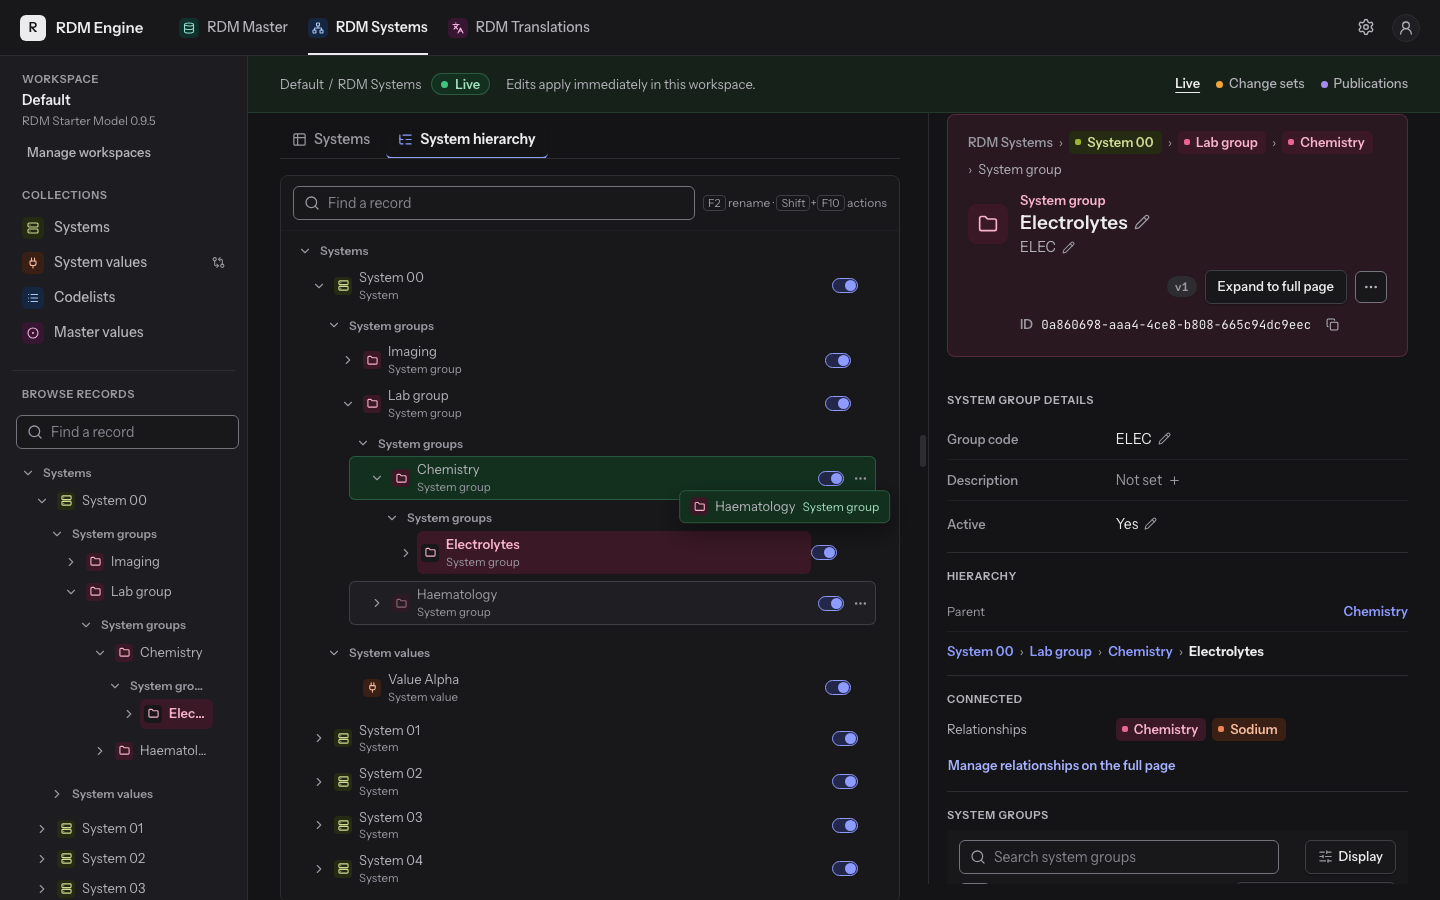 R RDM Engine RDM Master RDM Systems RDM Translations
WORKSPACE
Default
RDM Starter Model 0.9.5
Manage workspaces
COLLECTIONS
Systems
System values
Codelists
Master values
BROWSE RECORDS
Find a record
Systems
System 00
System groups
Imaging
Lab group
System groups
Chemistry
System gro...
Elec...
Haematol...
System values
System 01
System 02
System 03
Default / RDM Systems Live Edits apply immediately in this workspace. Live Change sets Publications
Systems System hierarchy
Find a record F2 rename · Shift + F10 actions
Systems
System 00
System
System groups
Imaging
System group
Lab group
System group
System groups
Chemistry
System group
Haematology System group
System groups
Electrolytes
System group
Haematology
System group
System values
Value Alpha
System value
System 01
System
System 02
System
System 03
System
System 04
System
RDM Systems › System 00 › Lab group › Chemistry
› System group
System group
Electrolytes
ELEC
v1 Expand to full page
ID 0a860698-aaa4-4ce8-b808-665c94dc9eec
SYSTEM GROUP DETAILS
Group code ELEC
Description Not set
Active Yes
HIERARCHY
Parent Chemistry
System 00 › Lab group › Chemistry › Electrolytes
CONNECTED
Relationships Chemistry Sodium
Manage relationships on the full page
SYSTEM GROUPS
Search system groups Display